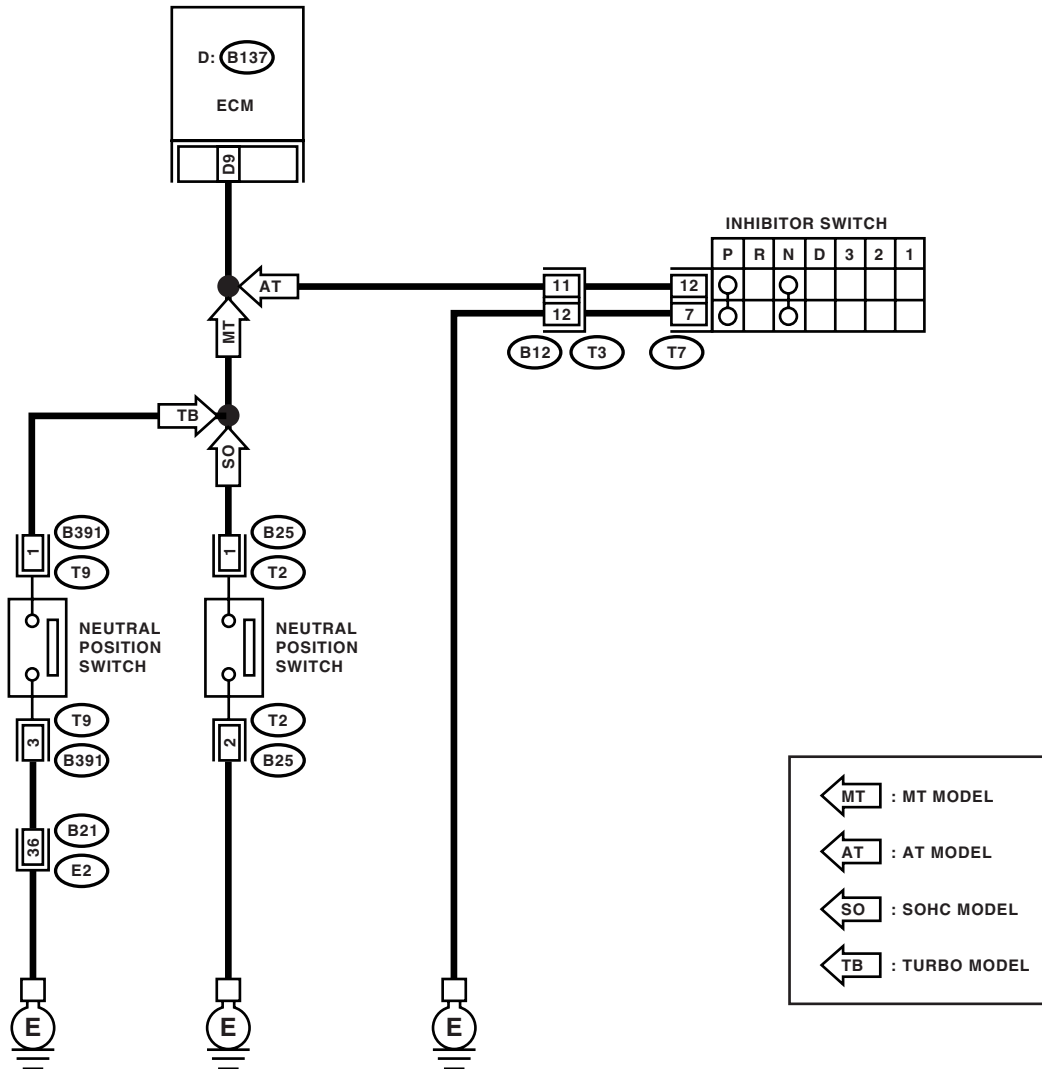 D: B137
ECM
D9
INHIBITOR SWITCH
P R N D 3 2 1
AT
11
12
12
7
MT
B12 T3 T7
TB
SO
1
B391
T9
1
B25
T2
NEUTRAL
POSITION
SWITCH
NEUTRAL
POSITION
SWITCH
3
T9
B391
2
T2
B25
36
B21
E2
MT : MT MODEL
AT : AT MODEL
SO : SOHC MODEL
TB : TURBO MODEL
E
E
E